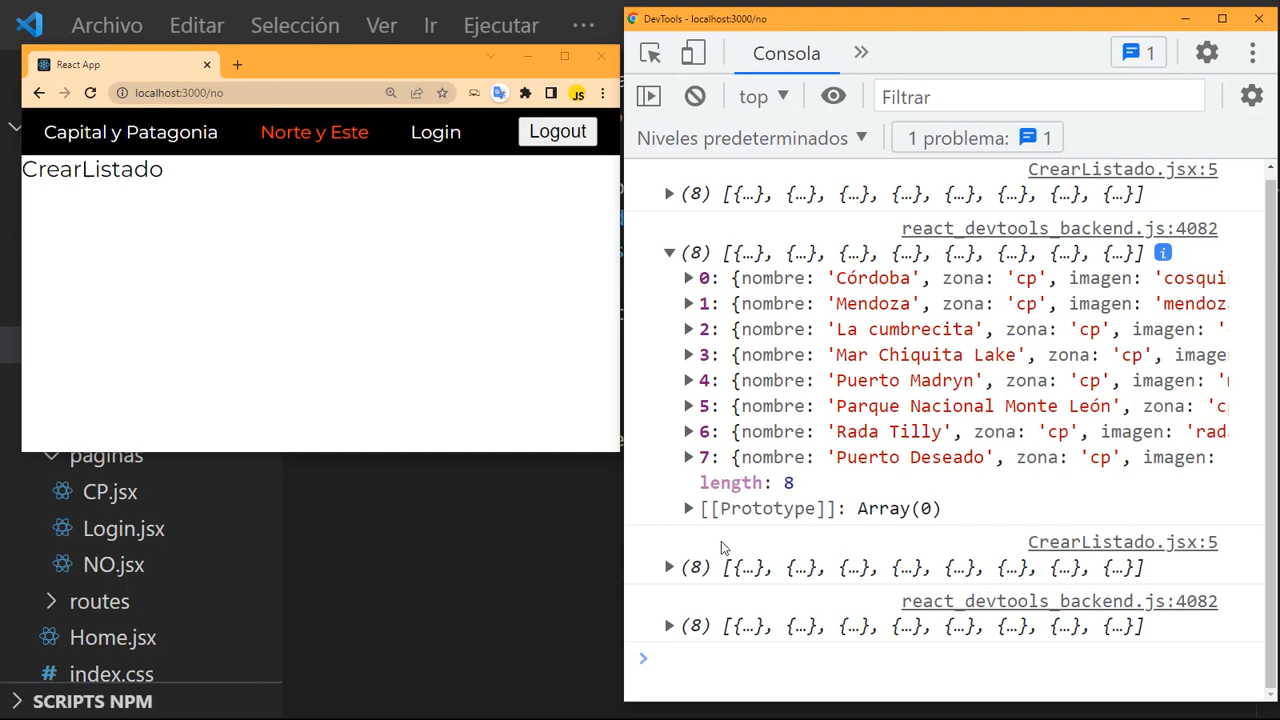 Archivo Editar Selección Ver Ir Ejecutar ···
React App
localhost:3000/no
JS
Capital y Patagonia Norte y Este Login Logout
CrearListado
paginas
CP.jsx
Login.jsx
NO.jsx
routes
Home.jsx
# index.css
SCRIPTS NPM
DevTools - localhost:3000/no
Consola 1
top Filtrar
Niveles predeterminados 1 problema: 1
CrearListado.jsx:5
(8) [{…}, {…}, {…}, {…}, {…}, {…}, {…}, {…}]
react_devtools_backend.js:4082
(8) [{…}, {…}, {…}, {…}, {…}, {…}, {…}, {…}] i
0: {nombre: 'Córdoba', zona: 'cp', imagen: 'cosqui
1: {nombre: 'Mendoza', zona: 'cp', imagen: 'mendoza
2: {nombre: 'La cumbrecita', zona: 'cp', imagen: '
3: {nombre: 'Mar Chiquita Lake', zona: 'cp', image
4: {nombre: 'Puerto Madryn', zona: 'cp', imagen: '
5: {nombre: 'Parque Nacional Monte León', zona: 'c
6: {nombre: 'Rada Tilly', zona: 'cp', imagen: 'rada
7: {nombre: 'Puerto Deseado', zona: 'cp', imagen:
length: 8
[[Prototype]]: Array(0)
CrearListado.jsx:5
(8) [{…}, {…}, {…}, {…}, {…}, {…}, {…}, {…}]
react_devtools_backend.js:4082
(8) [{…}, {…}, {…}, {…}, {…}, {…}, {…}, {…}]